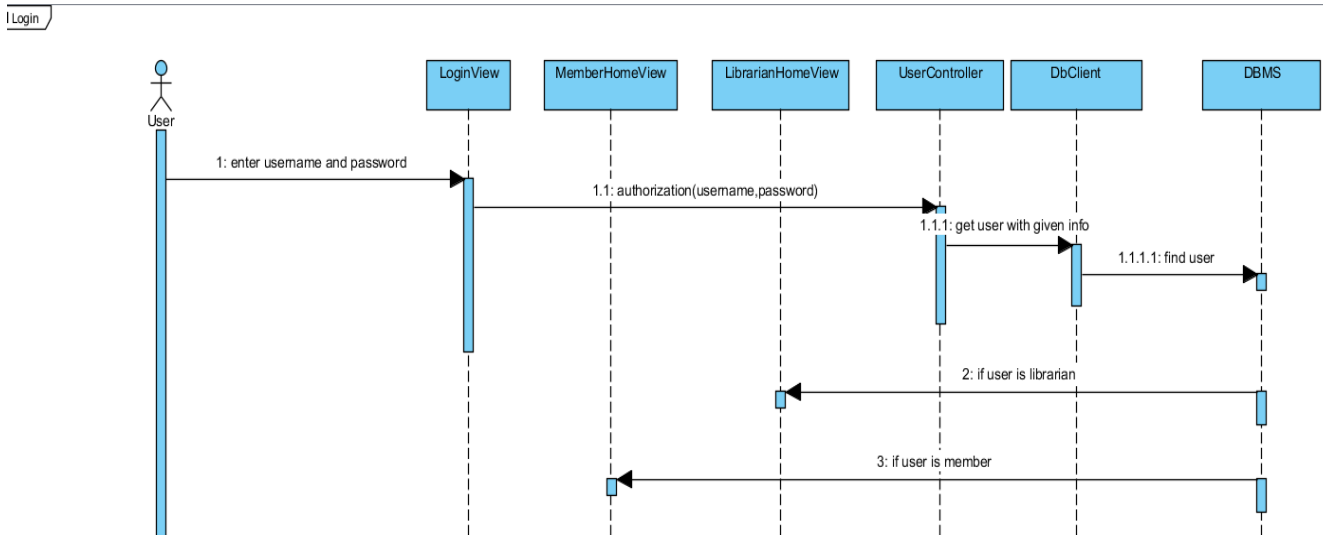 Login
LoginView
MemberHomeView
LibrarianHomeView
UserController
DbClient
DBMS
User
1: enter username and password
1.1: authorization(username,password)
1.1.1: get user with given info
1.1.1.1: find user
2: if user is librarian
3: if user is member